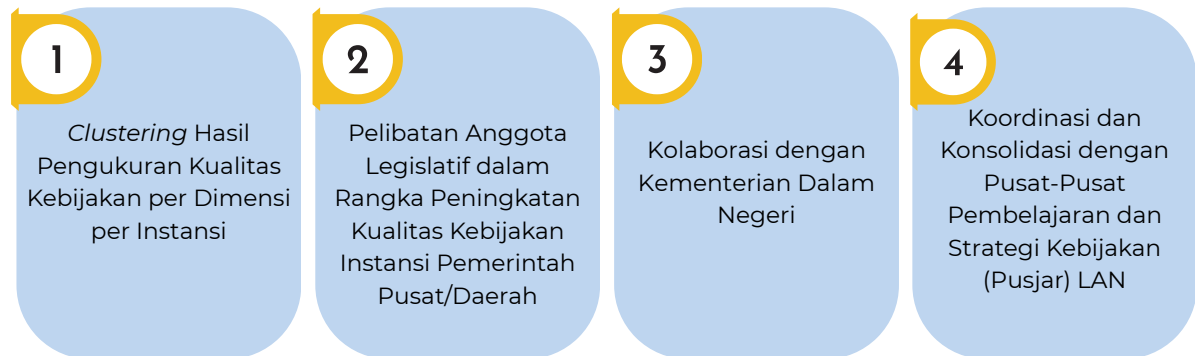 1
Clustering Hasil
Pengukuran Kualitas
Kebijakan per Dimensi
per Instansi
2
Pelibatan Anggota
Legislatif dalam
Rangka Peningkatan
Kualitas Kebijakan
Instansi Pemerintah
Pusat/Daerah
3
Kolaborasi dengan
Kementerian Dalam
Negeri
4
Koordinasi dan
Konsolidasi dengan
Pusat-Pusat
Pembelajaran dan
Strategi Kebijakan
(Pusjar) LAN